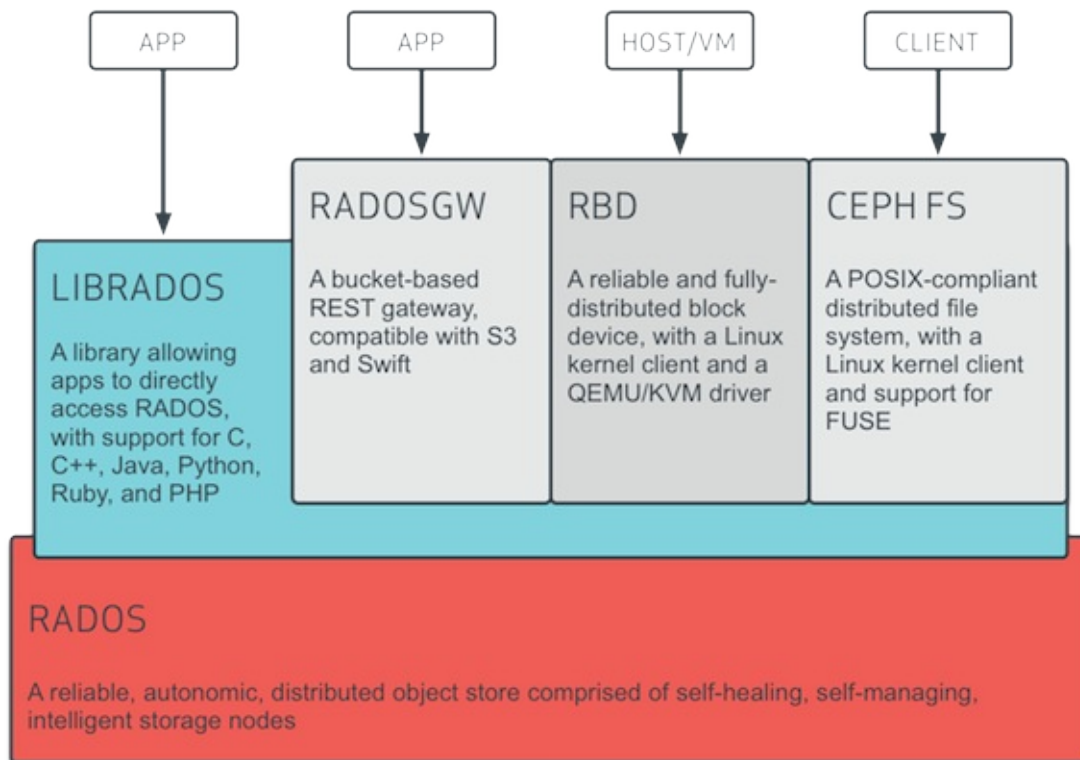 APP
APP
HOST/VM
CLIENT
LIBRADOS
A library allowing
apps to directly
access RADOS,
with support for C,
C++, Java, Python,
Ruby, and PHP
RADOSGW
A bucket-based
REST gateway,
compatible with S3
and Swift
RBD
A reliable and fully-
distributed block
device, with a Linux
kernel client and a
QEMU/KVM driver
CEPH FS
A POSIX-compliant
distributed file
system, with a
Linux kernel client
and support for
FUSE
RADOS
A reliable, autonomic, distributed object store comprised of self-healing, self-managing,
intelligent storage nodes